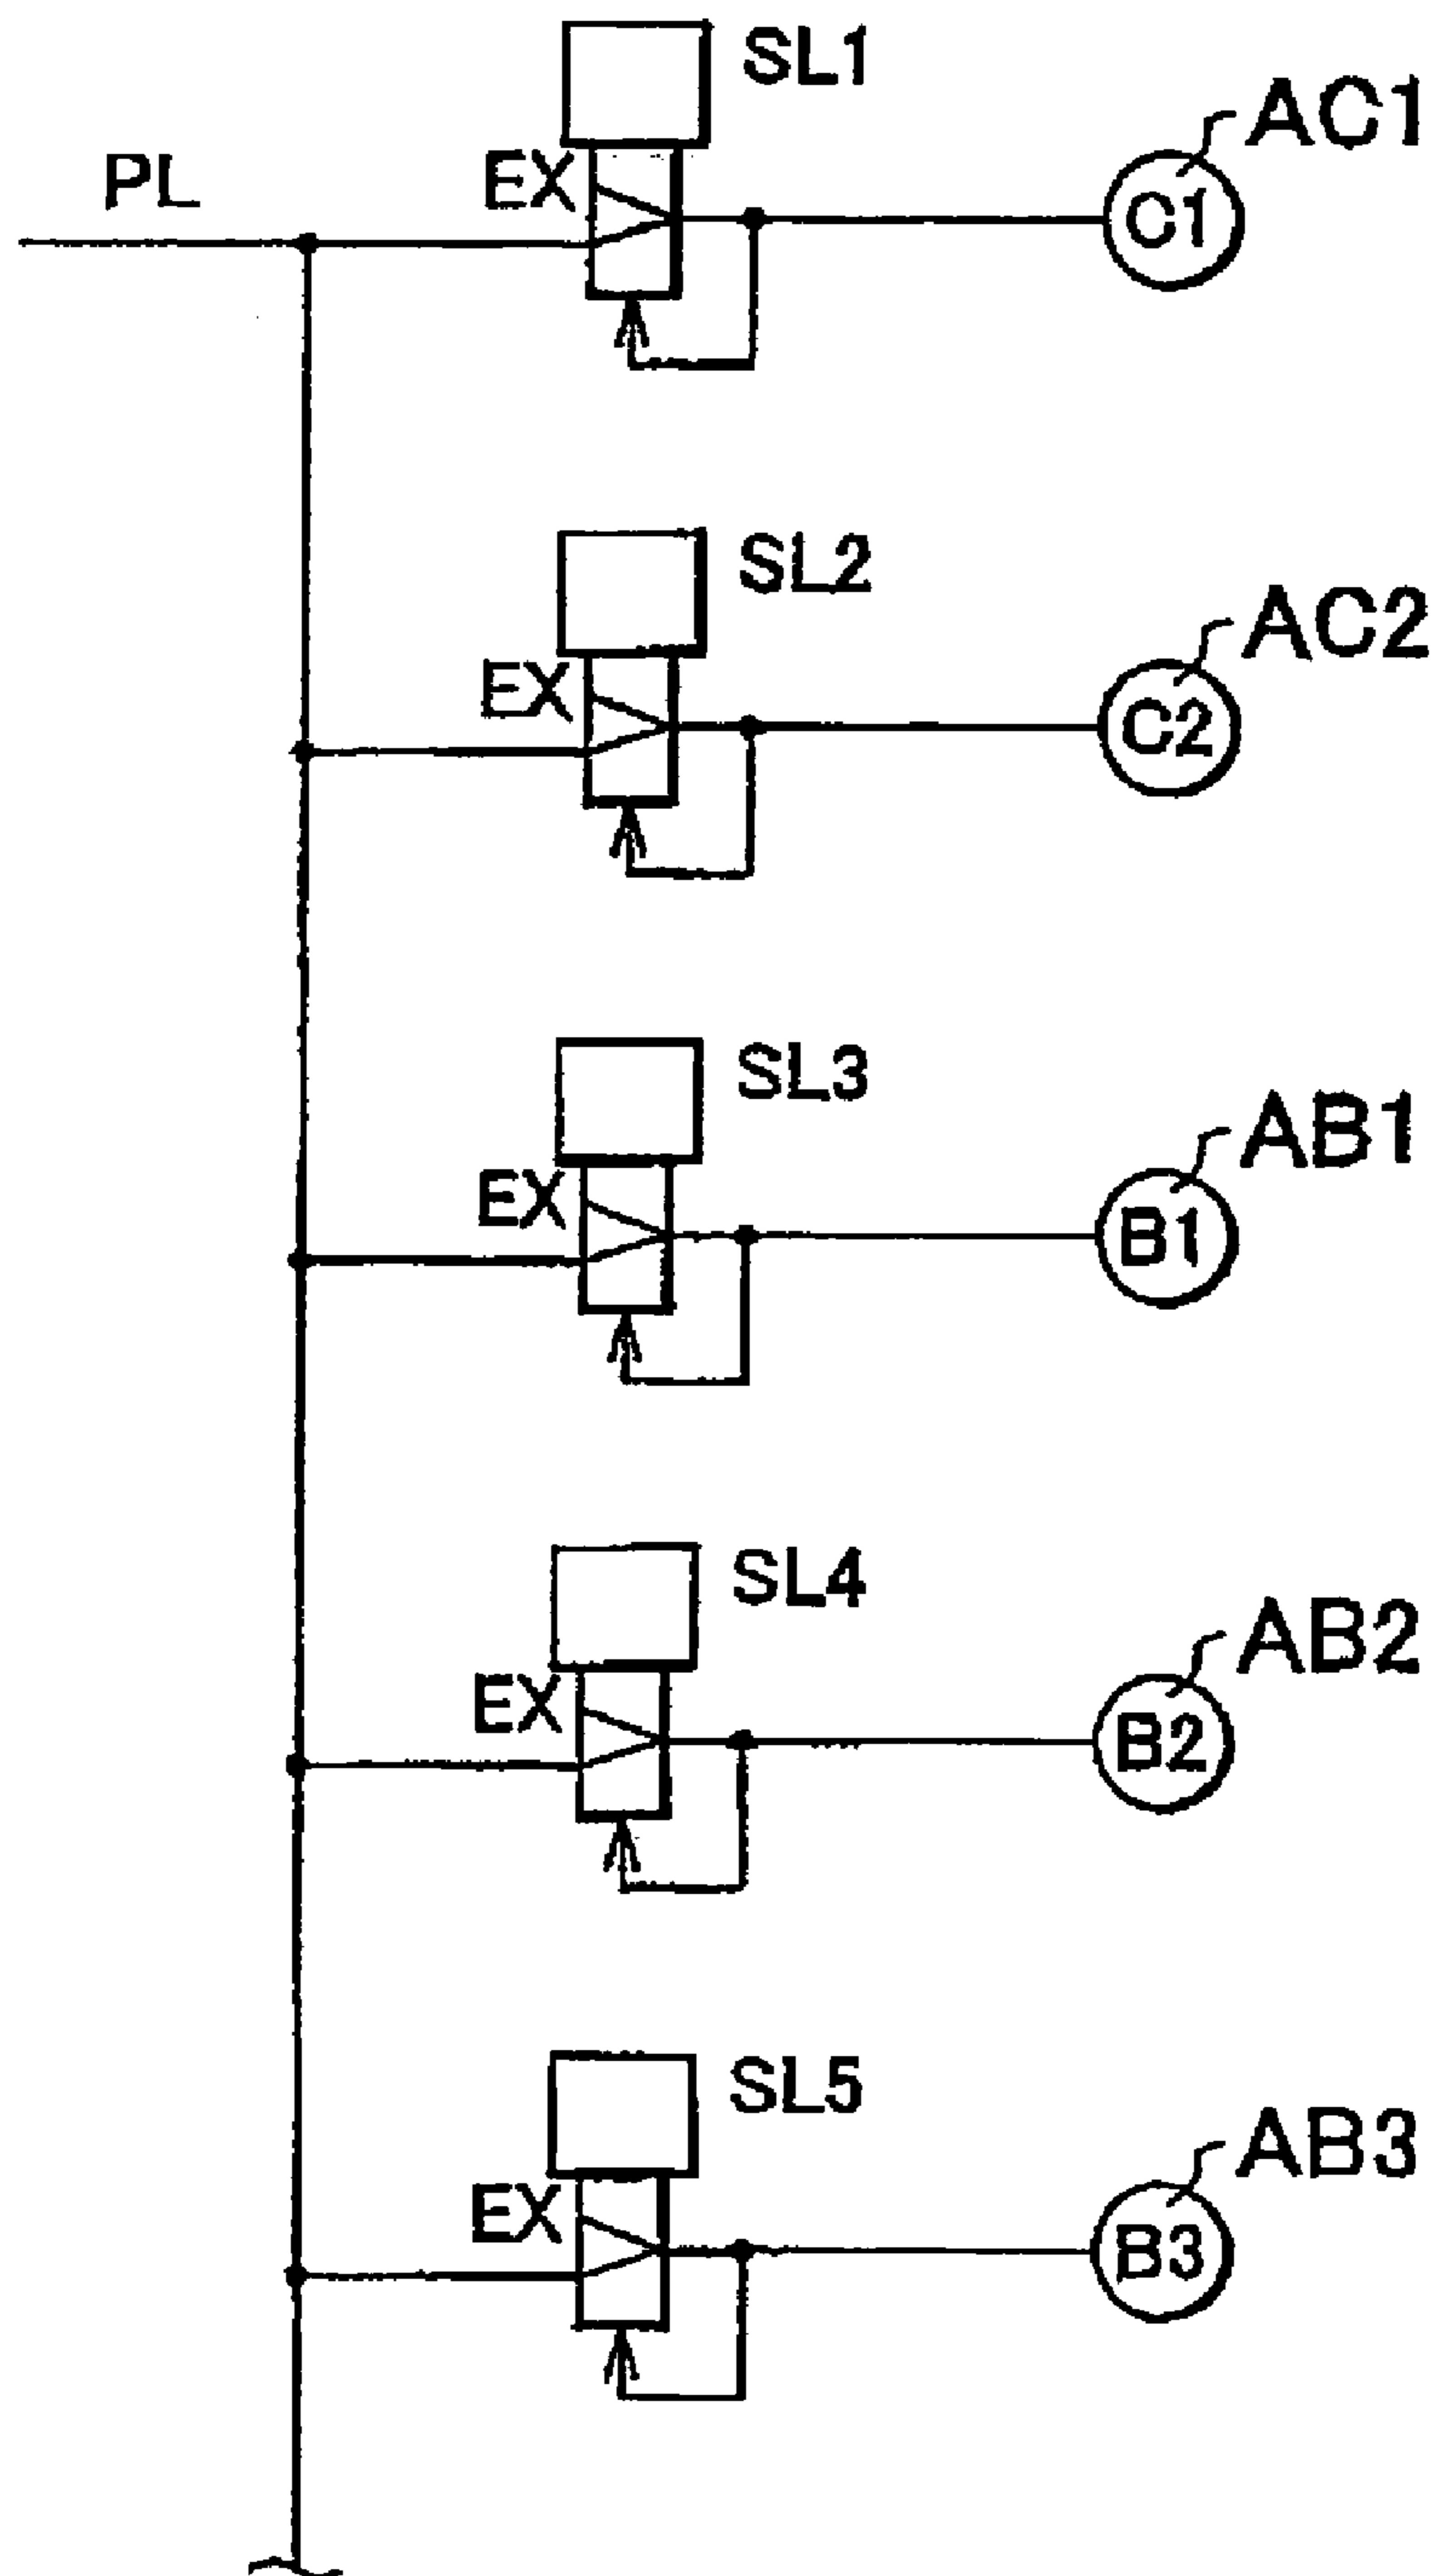 SL1
AC1
PL
EX
C1
SL2
AC2
EX
C2
SL3
AB1
EX
B1
SL4
AB2
EX
B2
SL5
AB3
EX
B3